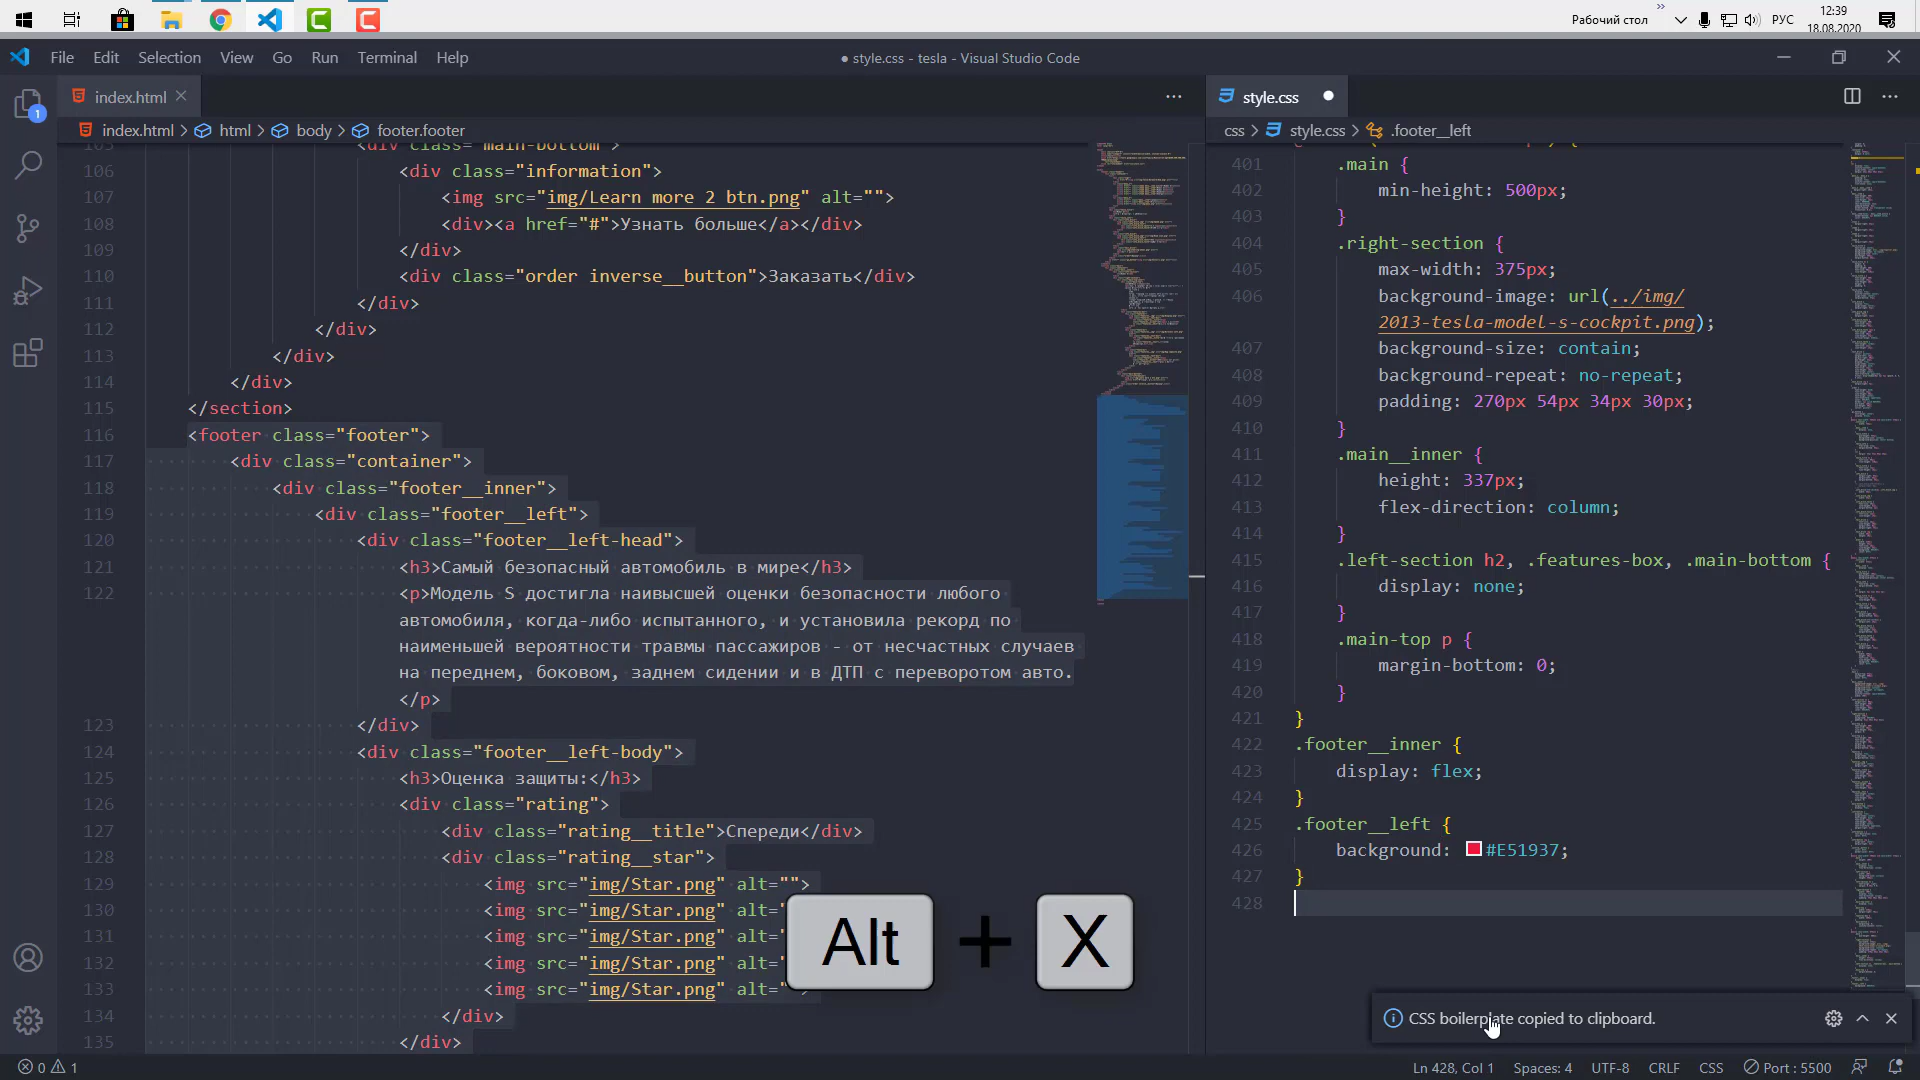 Рабочий стол
»
РУС
12:39
18.08.2020
File Edit Selection View Go Run Terminal Help
● style.css - tesla - Visual Studio Code
1
index.html
index.html > html > body > footer.footer
105 <div class="main-bottom">
106 <div class="information">
107 <img src="img/Learn more 2 btn.png" alt="">
108 <div><a href="#">Узнать больше</a></div>
109 </div>
110 <div class="order inverse__button">Заказать</div>
111 </div>
112 </div>
113 </div>
114 </div>
115 </section>
116 <footer class="footer">
117 <div class="container">
118 <div class="footer__inner">
119 <div class="footer__left">
120 <div class="footer__left-head">
121 <h3>Самый безопасный автомобиль в мире</h3>
122 <p>Модель S достигла наивысшей оценки безопасности любого
автомобиля, когда-либо испытанного, и установила рекорд по
наименьшей вероятности травмы пассажиров - от несчастных случаев
на переднем, боковом, заднем сидении и в ДТП с переворотом авто.
</p>
123 </div>
124 <div class="footer__left-body">
125 <h3>Оценка защиты:</h3>
126 <div class="rating">
127 <div class="rating__title">Спереди</div>
128 <div class="rating__star">
129 <img src="img/Star.png" alt="">
130 <img src="img/Star.png" alt="
131 <img src="img/Star.png" alt="
132 <img src="img/Star.png" alt="
133 <img src="img/Star.png" alt="">
134 </div>
135 </div>
style.css ●
css > style.css > .footer__left
401 .main {
402 min-height: 500px;
403 }
404 .right-section {
405 max-width: 375px;
406 background-image: url(../img/
2013-tesla-model-s-cockpit.png);
407 background-size: contain;
408 background-repeat: no-repeat;
409 padding: 270px 54px 34px 30px;
410 }
411 .main__inner {
412 height: 337px;
413 flex-direction: column;
414 }
415 .left-section h2, .features-box, .main-bottom {
416 display: none;
417 }
418 .main-top p {
419 margin-bottom: 0;
420 }
421 }
422 .footer__inner {
423 display: flex;
424 }
425 .footer__left {
426 background: #E51937;
427 }
428
Alt + X
CSS boilerplate copied to clipboard.
0 1
Ln 428, Col 1 Spaces: 4 UTF-8 CRLF CSS Port : 5500